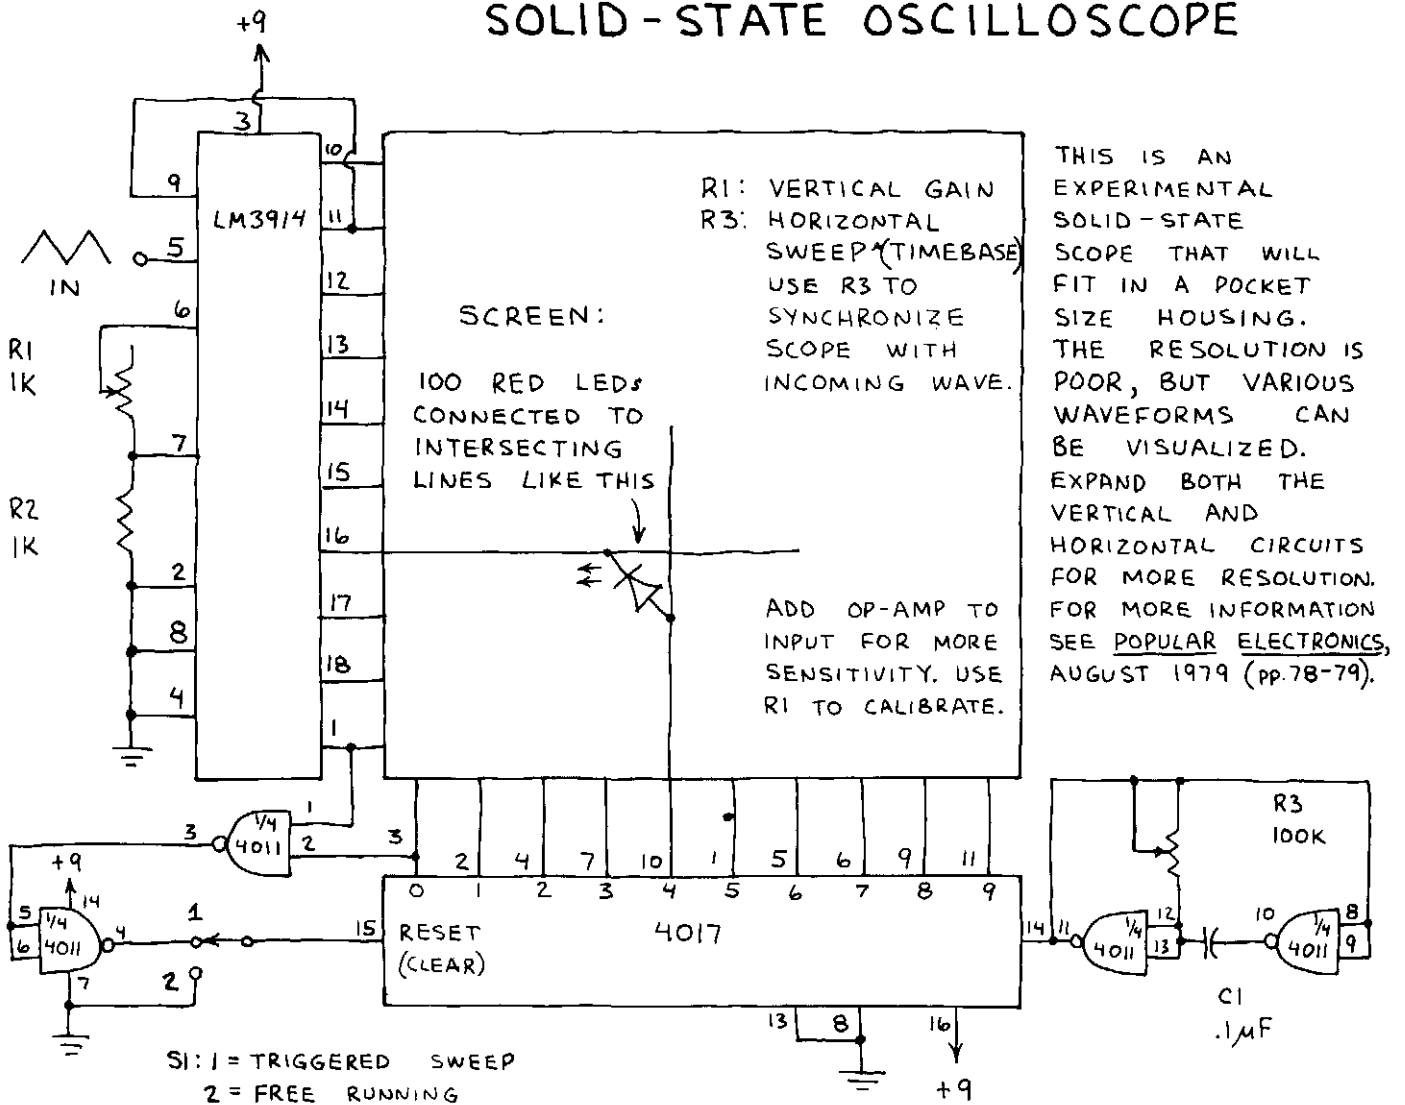 SOLID-STATE OSCILLOSCOPE
+9
3
9
LM3914
5
IN
6
R1
1K
7
R2
1K
2
8
4
10
11
12
13
14
15
16
17
18
1
R1: VERTICAL GAIN
R3: HORIZONTAL
SWEEP (TIMEBASE)
USE R3 TO
SYNCHRONIZE
SCOPE WITH
INCOMING WAVE.
SCREEN:
100 RED LEDs
CONNECTED TO
INTERSECTING
LINES LIKE THIS
ADD OP-AMP TO
INPUT FOR MORE
SENSITIVITY. USE
R1 TO CALIBRATE.
THIS IS AN
EXPERIMENTAL
SOLID-STATE
SCOPE THAT WILL
FIT IN A POCKET
SIZE HOUSING.
THE RESOLUTION IS
POOR, BUT VARIOUS
WAVEFORMS CAN
BE VISUALIZED.
EXPAND BOTH THE
VERTICAL AND
HORIZONTAL CIRCUITS
FOR MORE RESOLUTION.
FOR MORE INFORMATION
SEE POPULAR ELECTRONICS,
AUGUST 1979 (pp.78-79).
3
1/4
4011
1
2
+9
14
5
6
1/4
4011
4
7
1
2
3 2 4 7 10 1 5 6 9 11
0 1 2 3 4 5 6 7 8 9
15
RESET
(CLEAR)
4017
14
13
8
16
+9
R3
100K
11
1/4
4011
12
13
10
1/4
4011
8
9
C1
.1µF
S1: 1 = TRIGGERED SWEEP
2 = FREE RUNNING